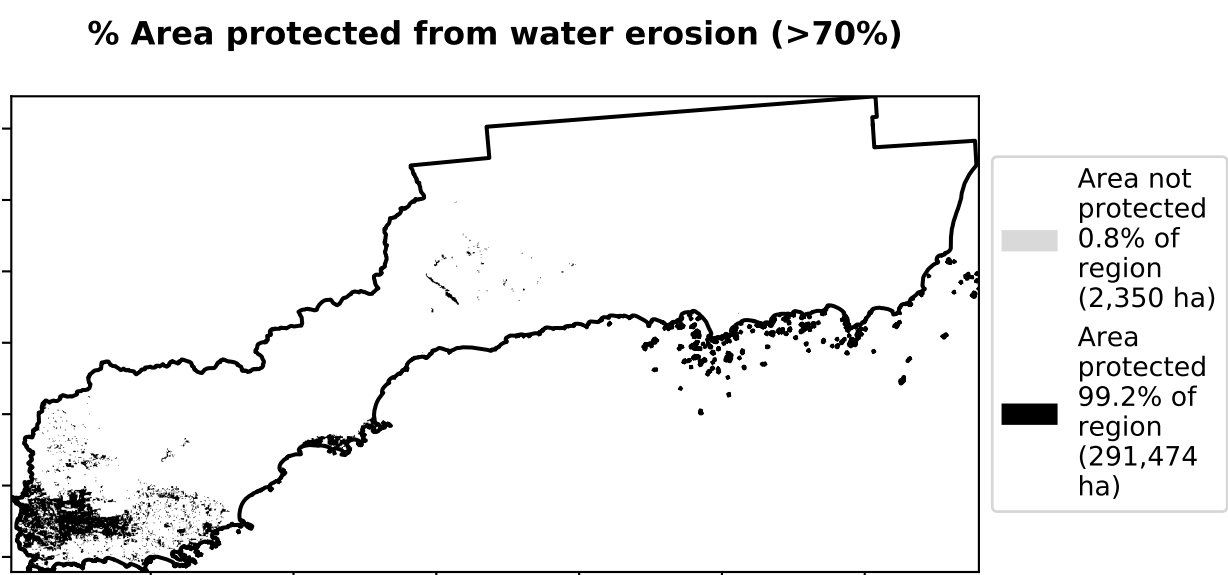 % Area protected from water erosion (>70%)
Area not
protected
0.8% of
region
(2,350 ha)
Area
protected
99.2% of
region
(291,474
ha)